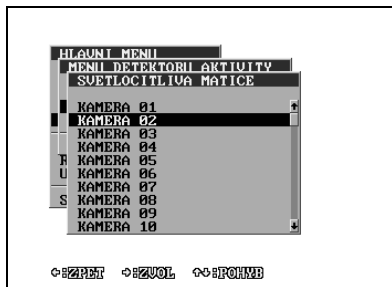 HLAVNI MENU
MENU DETEKTORU AKTIVITY
SVETLOCITLIVA MATICE
KAMERA 01
KAMERA 02
KAMERA 03
KAMERA 04
R KAMERA 05
U KAMERA 06
KAMERA 07
S KAMERA 08
KAMERA 09
KAMERA 10
←:ZPET →:ZVOL ↑↓:POHYB